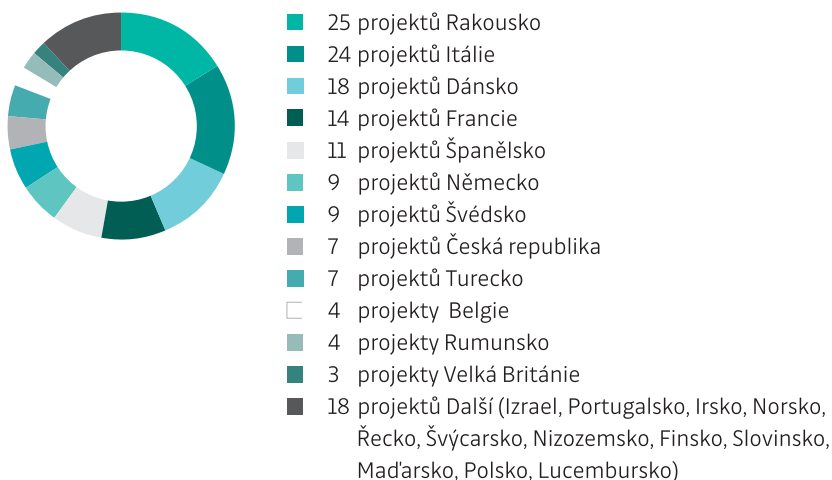 25 projektů Rakousko
24 projektů Itálie
18 projektů Dánsko
14 projektů Francie
11 projektů Španělsko
9 projektů Německo
9 projektů Švédsko
7 projektů Česká republika
7 projektů Turecko
4 projekty Belgie
4 projekty Rumunsko
3 projekty Velká Británie
18 projektů Další (Izrael, Portugalsko, Irsko, Norsko,
Řecko, Švýcarsko, Nizozemsko, Finsko, Slovinsko,
Maďarsko, Polsko, Lucembursko)